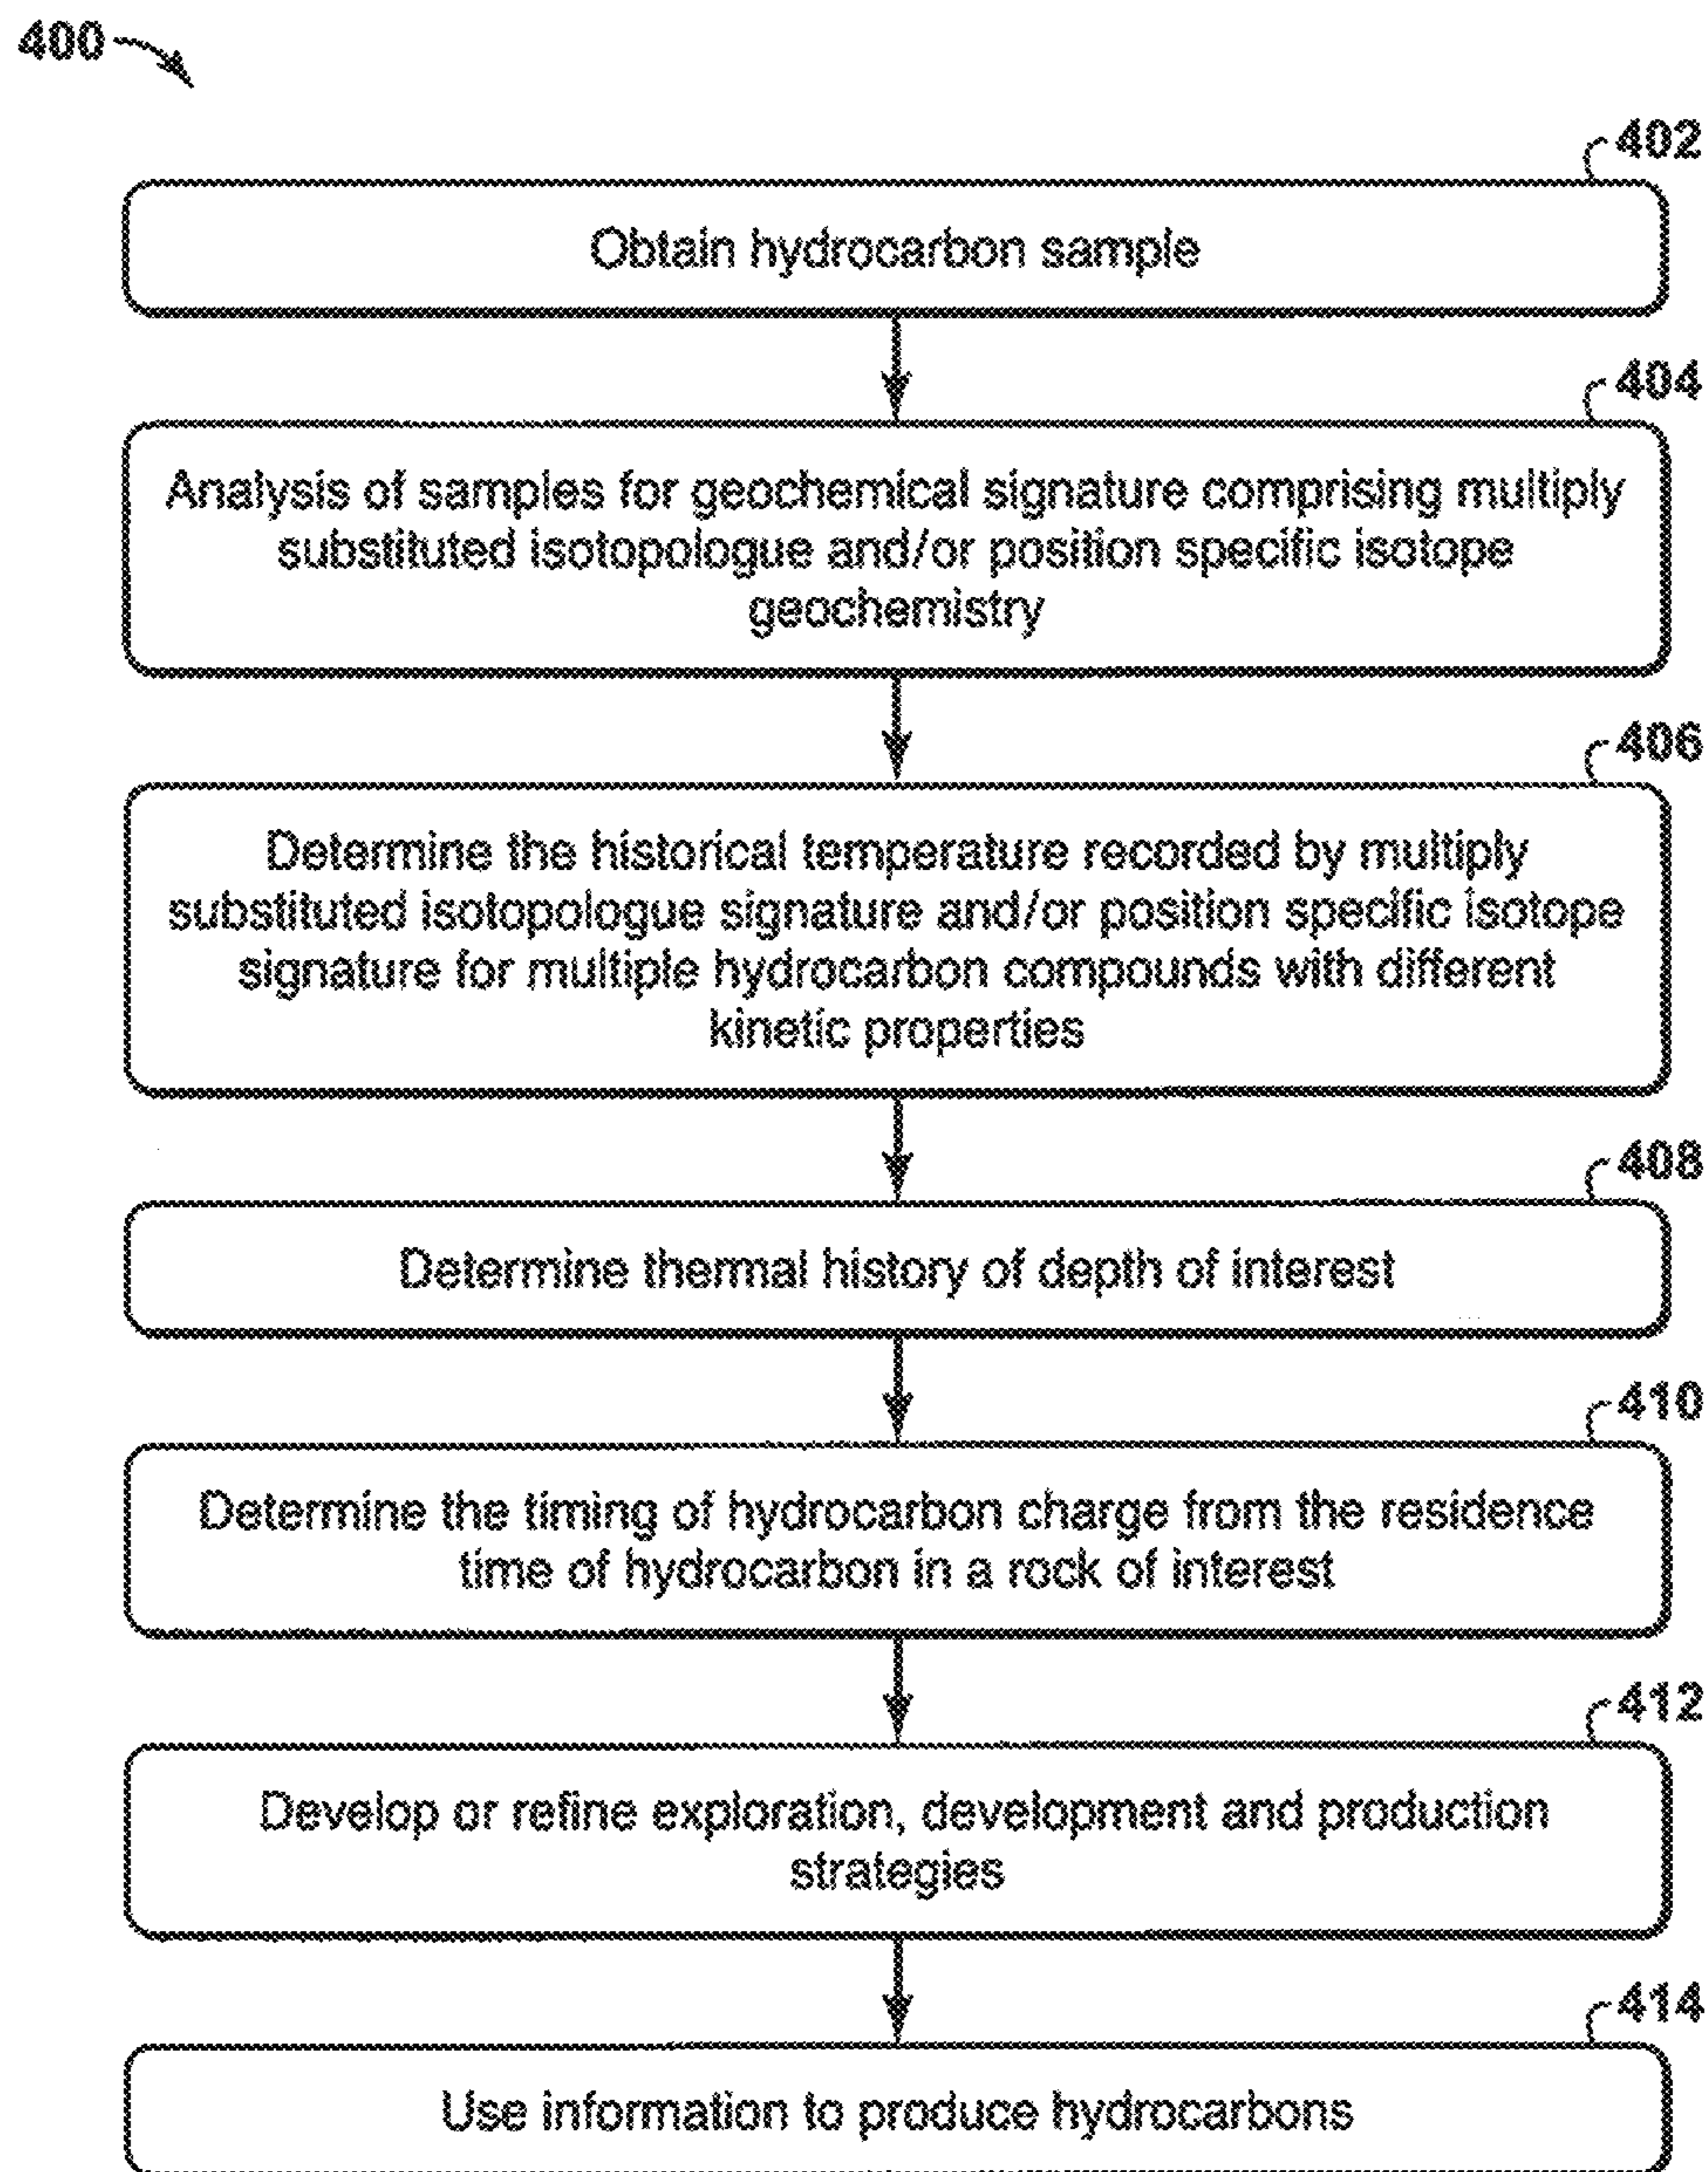 400
402
Obtain hydrocarbon sample
404
Analysis of samples for geochemical signature comprising multiply
substituted isotopologue and/or position specific isotope
geochemistry
406
Determine the historical temperature recorded by multiply
substituted isotopologue signature and/or position specific isotope
signature for multiple hydrocarbon compounds with different
kinetic properties
408
Determine thermal history of depth of interest
410
Determine the timing of hydrocarbon charge from the residence
time of hydrocarbon in a rock of interest
412
Develop or refine exploration, development and production
strategies
414
Use information to produce hydrocarbons